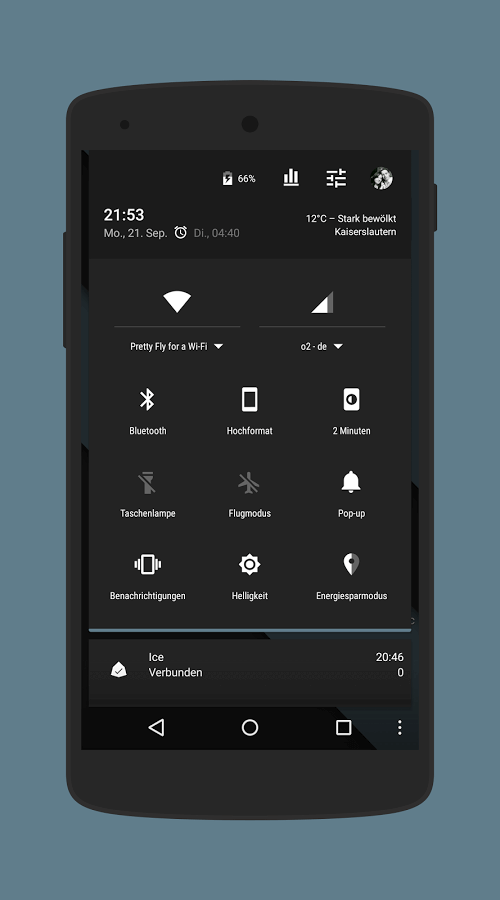 66%
21:53
Mo., 21. Sep. Di., 04:40
12°C – Stark bewölkt
Kaiserslautern
Pretty Fly for a Wi-Fi
o2 - de
Bluetooth
Hochformat
2 Minuten
Taschenlampe
Flugmodus
Pop-up
Benachrichtigungen
Helligkeit
Energiesparmodus
Ice 20:46
Verbunden 0